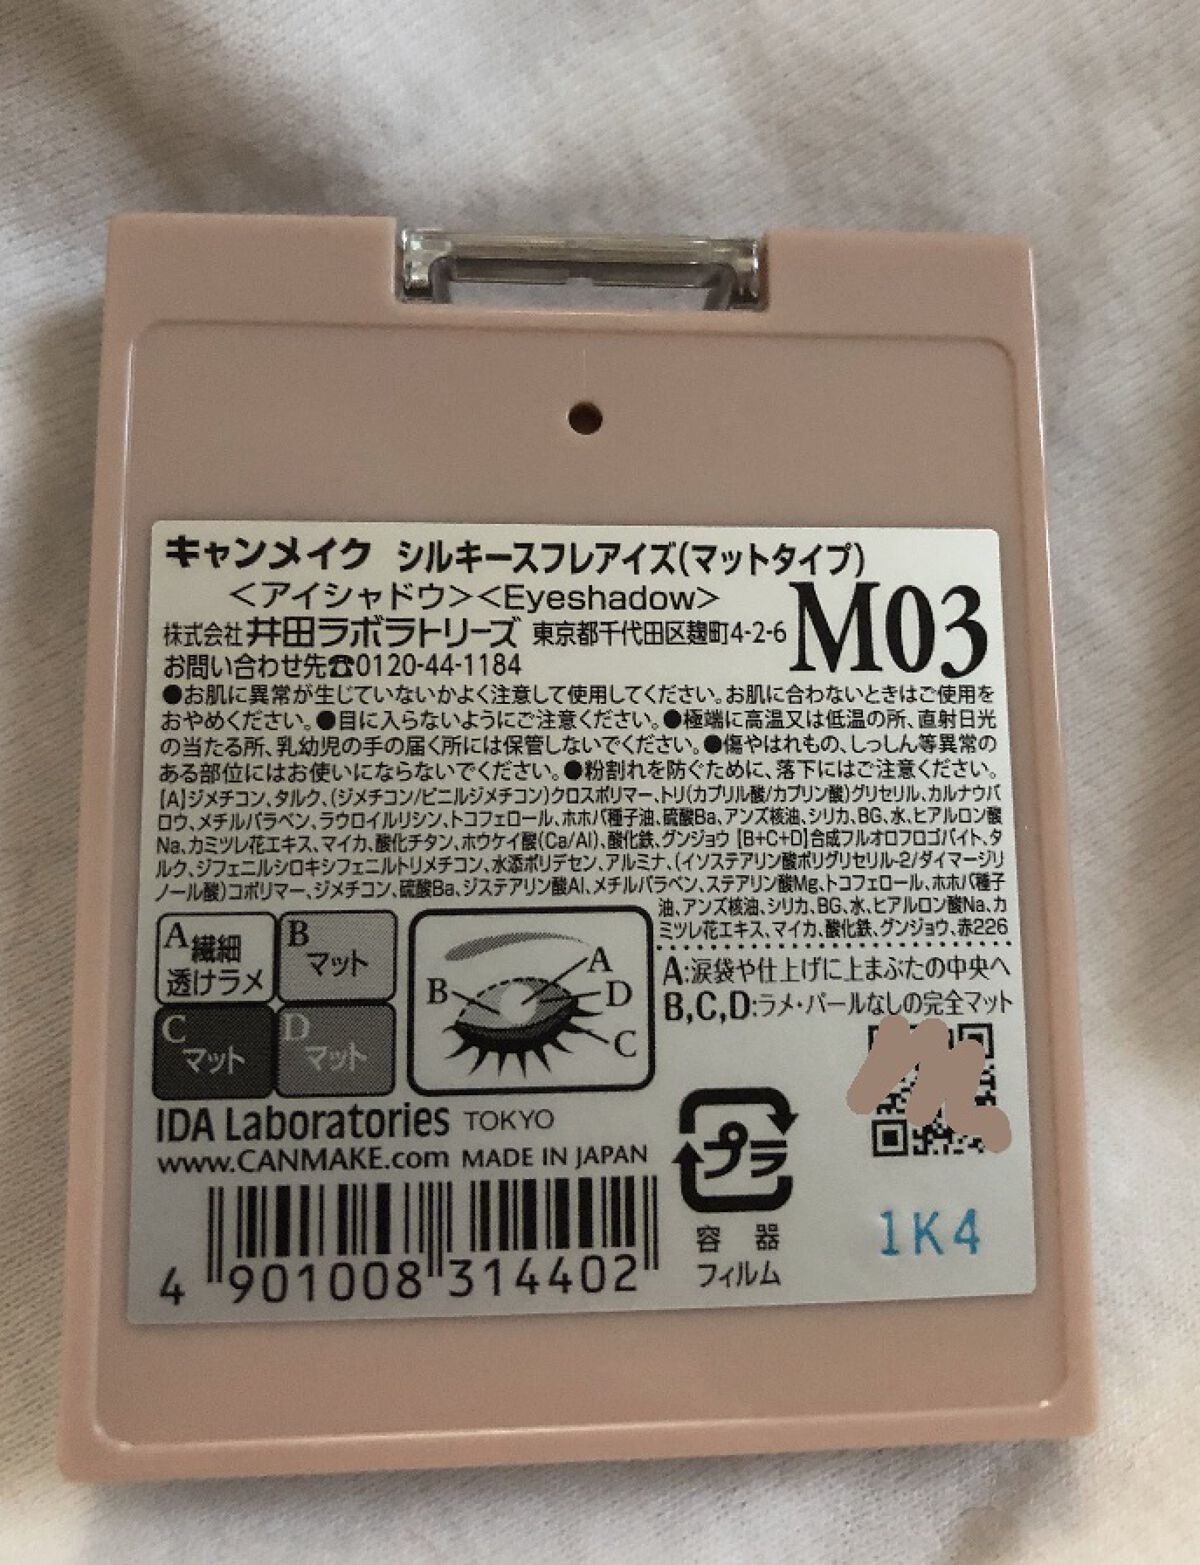 キャンメイク シルキースフレアイズ(マットタイプ)
<アイシャドウ><Eyeshadow>
M03
株式会社 井田ラボラトリーズ 東京都千代田区麹町4-2-6
お問い合わせ先☎0120-44-1184
●お肌に異常が生じていないかよく注意して使用してください。お肌に合わないときはご使用を
おやめください。●目に入らないようにご注意ください。●極端に高温又は低温の所、直射日光
の当たる所、乳幼児の手の届く所には保管しないでください。●傷やはれもの、しっしん等異常の
ある部位にはお使いにならないでください。●粉割れを防ぐために、落下にはご注意ください。
【A】ジメチコン、タルク、(ジメチコン/ビニルジメチコン)クロスポリマー、トリ(カプリル酸/カプリン酸)グリセリル、カルナウバ
ロウ、メチルパラベン、ラウロイルリシン、トコフェロール、ホホバ種子油、硫酸Ba、アンズ核油、シリカ、BG、水、ヒアルロン酸
Na、カミツレ花エキス、マイカ、酸化チタン、ホウケイ酸(Ca/Al)、酸化鉄、グンジョウ【B+C+D】合成フルオロフロゴパイト、タ
ルク、ジフェニルシロキシフェニルトリメチコン、水添ポリデセン、アルミナ、(イソステアリン酸ポリグリセリル-2/ダイマージリ
ノール酸)コポリマー、ジメチコン、硫酸Ba、ジステアリン酸Al、メチルパラベン、ステアリン酸Mg、トコフェロール、ホホバ種子
油、アンズ核油、シリカ、BG、水、ヒアルロン酸Na、カ
ミツレ花エキス、マイカ、酸化鉄、グンジョウ、赤226
A 繊細
透けラメ
B
マット
C
マット
D
マット
A
B
D
C
A:涙袋や仕上げに上まぶたの中央へ
B,C,D:ラメ・パールなしの完全マット
IDA Laboratories TOKYO
www.CANMAKE.com MADE IN JAPAN
4 901008 314402
プラ
容器
フィルム
1K4